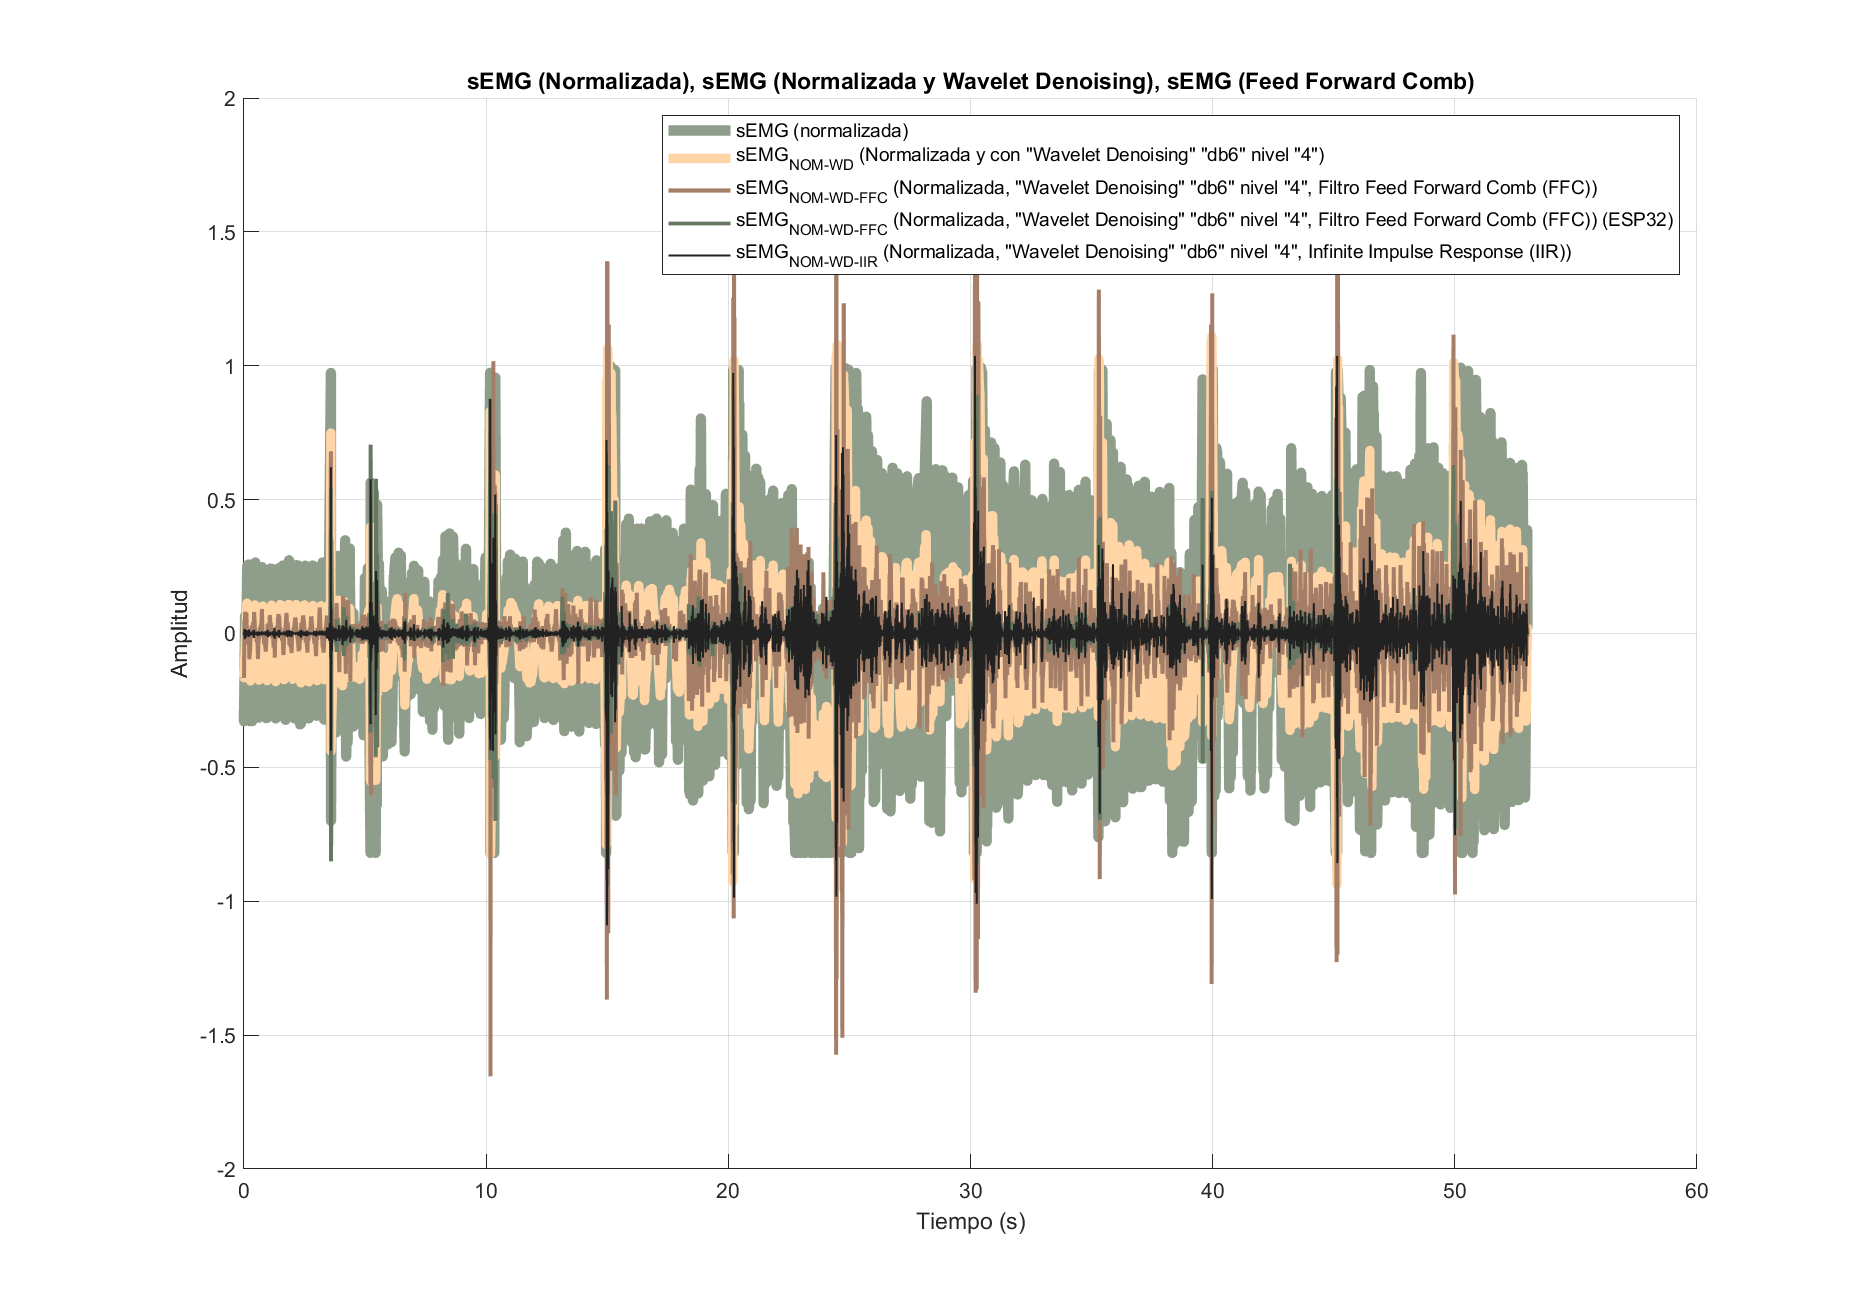 sEMG (Normalizada), sEMG (Normalizada y Wavelet Denoising), sEMG (Feed Forward Comb)
sEMG (normalizada)
sEMG_NOM-WD (Normalizada y con "Wavelet Denoising" "db6" nivel "4")
sEMG_NOM-WD-FFC (Normalizada, "Wavelet Denoising" "db6" nivel "4", Filtro Feed Forward Comb (FFC))
sEMG_NOM-WD-FFC (Normalizada, "Wavelet Denoising" "db6" nivel "4", Filtro Feed Forward Comb (FFC)) (ESP32)
sEMG_NOM-WD-IIR (Normalizada, "Wavelet Denoising" "db6" nivel "4", Infinite Impulse Response (IIR))
2
1.5
1
0.5
0
-0.5
-1
-1.5
-2
Amplitud
0 10 20 30 40 50 60
Tiempo (s)